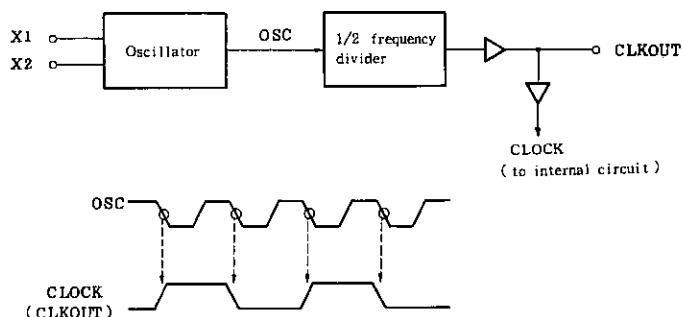 X1
X2
Oscillator
OSC
1/2 frequency
divider
CLKOUT
CLOCK
( to internal circuit )
OSC
CLOCK
(CLKOUT)